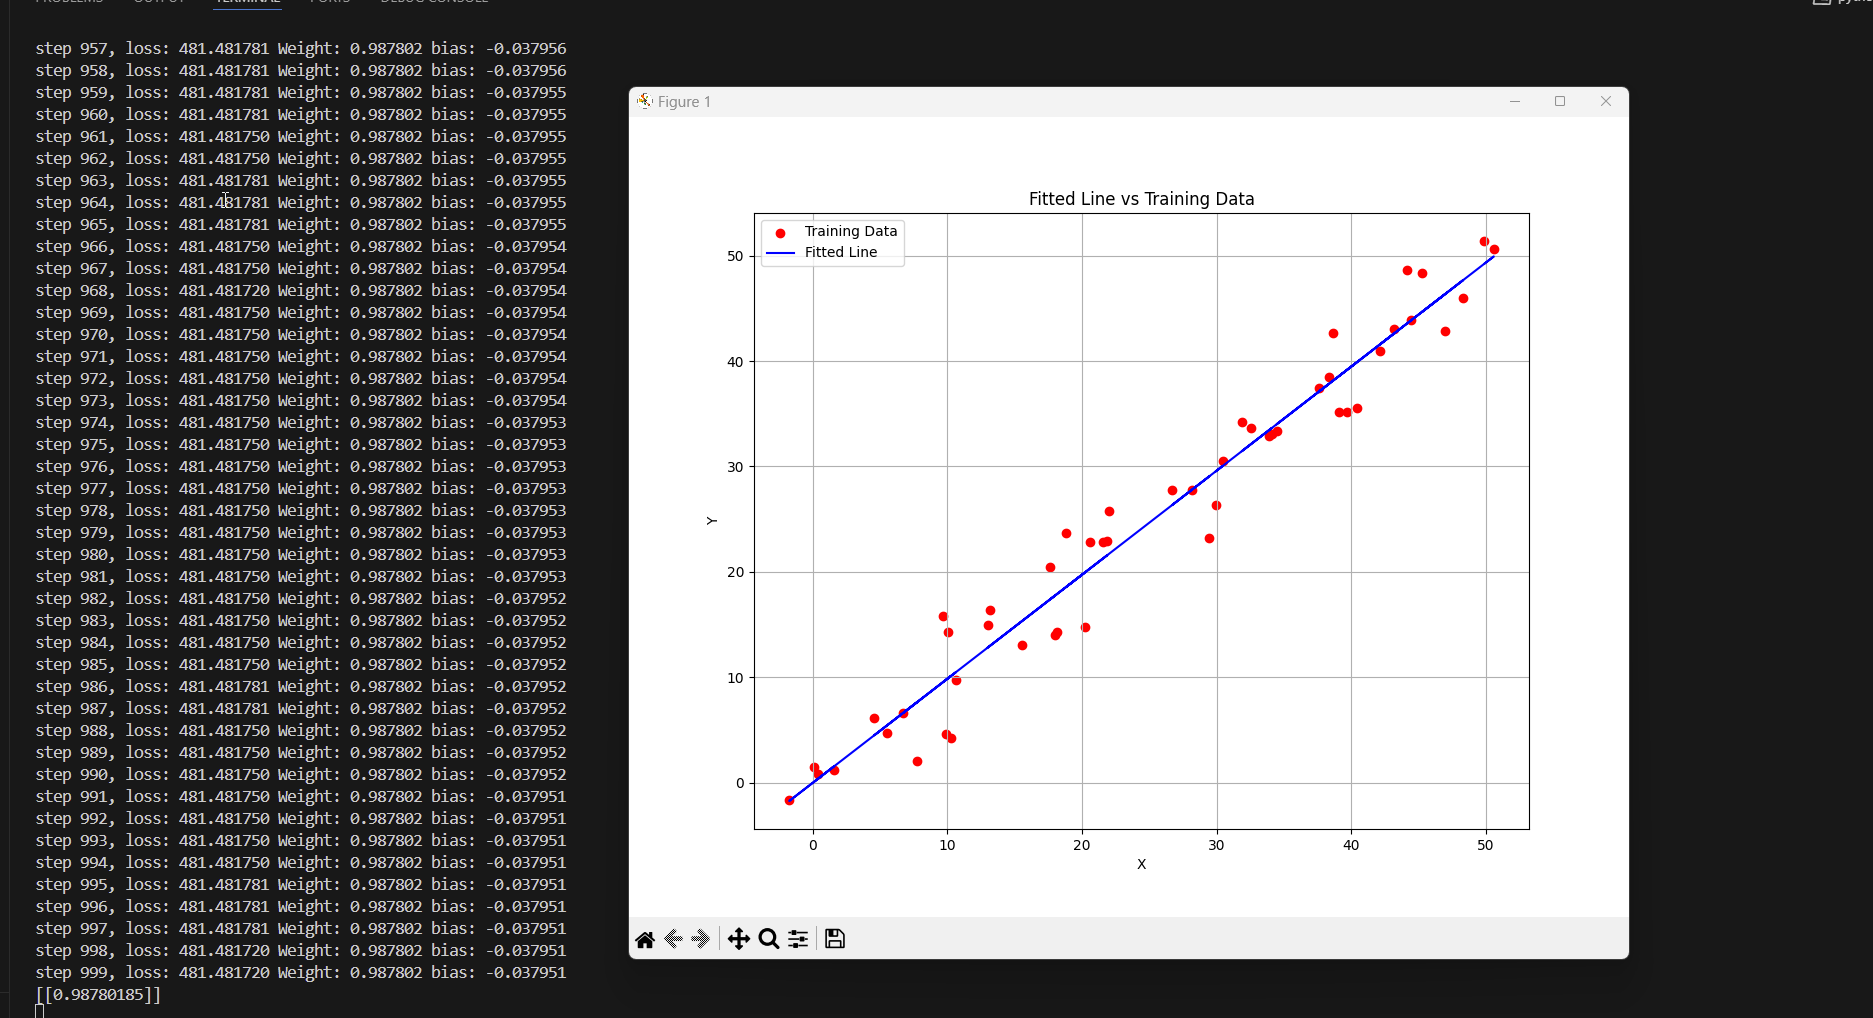 PROBLEMS OUTPUT TERMINAL PORTS DEBUG CONSOLE
step 957, loss: 481.481781 Weight: 0.987802 bias: -0.037956
step 958, loss: 481.481781 Weight: 0.987802 bias: -0.037956
step 959, loss: 481.481781 Weight: 0.987802 bias: -0.037955
step 960, loss: 481.481781 Weight: 0.987802 bias: -0.037955
step 961, loss: 481.481750 Weight: 0.987802 bias: -0.037955
step 962, loss: 481.481750 Weight: 0.987802 bias: -0.037955
step 963, loss: 481.481781 Weight: 0.987802 bias: -0.037955
step 964, loss: 481.481781 Weight: 0.987802 bias: -0.037955
step 965, loss: 481.481781 Weight: 0.987802 bias: -0.037955
step 966, loss: 481.481750 Weight: 0.987802 bias: -0.037954
step 967, loss: 481.481750 Weight: 0.987802 bias: -0.037954
step 968, loss: 481.481720 Weight: 0.987802 bias: -0.037954
step 969, loss: 481.481750 Weight: 0.987802 bias: -0.037954
step 970, loss: 481.481750 Weight: 0.987802 bias: -0.037954
step 971, loss: 481.481750 Weight: 0.987802 bias: -0.037954
step 972, loss: 481.481750 Weight: 0.987802 bias: -0.037954
step 973, loss: 481.481750 Weight: 0.987802 bias: -0.037954
step 974, loss: 481.481750 Weight: 0.987802 bias: -0.037953
step 975, loss: 481.481750 Weight: 0.987802 bias: -0.037953
step 976, loss: 481.481750 Weight: 0.987802 bias: -0.037953
step 977, loss: 481.481750 Weight: 0.987802 bias: -0.037953
step 978, loss: 481.481750 Weight: 0.987802 bias: -0.037953
step 979, loss: 481.481750 Weight: 0.987802 bias: -0.037953
step 980, loss: 481.481750 Weight: 0.987802 bias: -0.037953
step 981, loss: 481.481750 Weight: 0.987802 bias: -0.037953
step 982, loss: 481.481750 Weight: 0.987802 bias: -0.037952
step 983, loss: 481.481750 Weight: 0.987802 bias: -0.037952
step 984, loss: 481.481750 Weight: 0.987802 bias: -0.037952
step 985, loss: 481.481750 Weight: 0.987802 bias: -0.037952
step 986, loss: 481.481781 Weight: 0.987802 bias: -0.037952
step 987, loss: 481.481781 Weight: 0.987802 bias: -0.037952
step 988, loss: 481.481750 Weight: 0.987802 bias: -0.037952
step 989, loss: 481.481750 Weight: 0.987802 bias: -0.037952
step 990, loss: 481.481750 Weight: 0.987802 bias: -0.037952
step 991, loss: 481.481750 Weight: 0.987802 bias: -0.037951
step 992, loss: 481.481750 Weight: 0.987802 bias: -0.037951
step 993, loss: 481.481750 Weight: 0.987802 bias: -0.037951
step 994, loss: 481.481750 Weight: 0.987802 bias: -0.037951
step 995, loss: 481.481781 Weight: 0.987802 bias: -0.037951
step 996, loss: 481.481781 Weight: 0.987802 bias: -0.037951
step 997, loss: 481.481781 Weight: 0.987802 bias: -0.037951
step 998, loss: 481.481720 Weight: 0.987802 bias: -0.037951
step 999, loss: 481.481720 Weight: 0.987802 bias: -0.037951
[[0.98780185]]
Figure 1
Fitted Line vs Training Data
Training Data
Fitted Line
50
40
30
20
10
0
Y
0 10 20 30 40 50
X